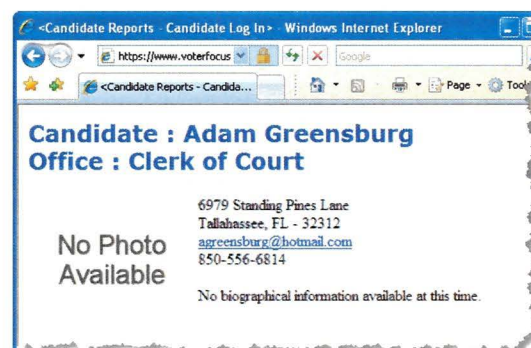 <Candidate Reports - Candidate Log In> - Windows Internet Explorer
https://www.voterfocus
Google
<Candidate Reports - Candida...
Page
Candidate : Adam Greensburg
Office : Clerk of Court
6979 Standing Pines Lane
Tallahassee, FL - 32312
agreensburg@hotmail.com
850-556-6814
No Photo
Available
No biographical information available at this time.